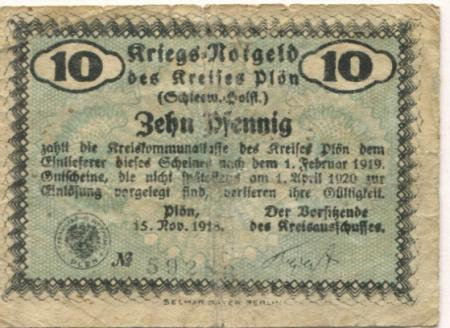 10 Kriegs-Notgeld 10
des Kreises Plön
(Schlesw.-Holst.)
Zehn Pfennig
zahlt die Kreiskommunalkasse des Kreises Plön dem
Einlieferer dieses Scheines nach dem 1. Februar 1919.
Gutscheine, die nicht spätestens am 1. April 1920 zur
Einlösung vorgelegt sind, verlieren ihre Gültigkeit.
Plön, Der Vorsitzende
15. Nov. 1918. des Kreisausschusses.
PLÖN
№
SELMAR BAYER BERLIN